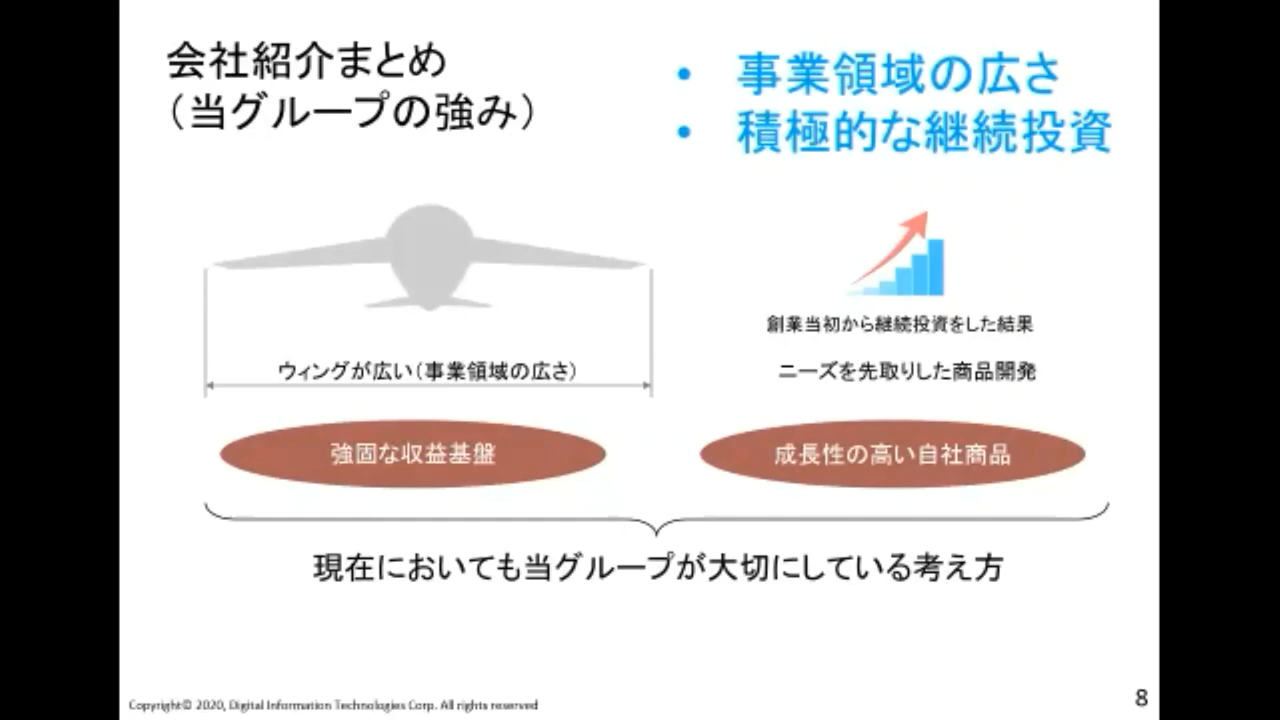 会社紹介まとめ
（当グループの強み）
• 事業領域の広さ
• 積極的な継続投資
創業当初から継続投資をした結果
ウィングが広い（事業領域の広さ）
ニーズを先取りした商品開発
強固な収益基盤
成長性の高い自社商品
現在においても当グループが大切にしている考え方
Copyright© 2020, Digital Information Technologies Corp. All rights reserved
8